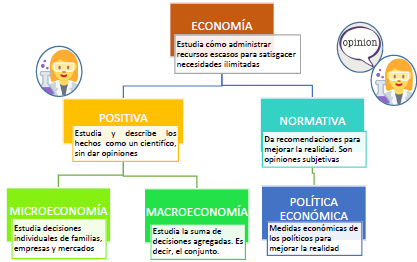 ECONOMÍA
Estudia cómo administrar
recursos escasos para satisgacer
necesidades ilimitadas
opinion
POSITIVA
Estudia y describe los
hechos como un científico,
sin dar opiniones
NORMATIVA
Da recomendaciones para
mejorar la realidad. Son
opiniones subjetivas
MICROECONOMÍA
Estudia decisiones
individuales de familias,
empresas y mercados
MACROECONOMÍA
Estudia la suma de
decisiones agregadas. Es
decir, el conjunto.
POLÍTICA
ECONÓMICA
Medidas económicas de
los políticos para
mejorar la realidad